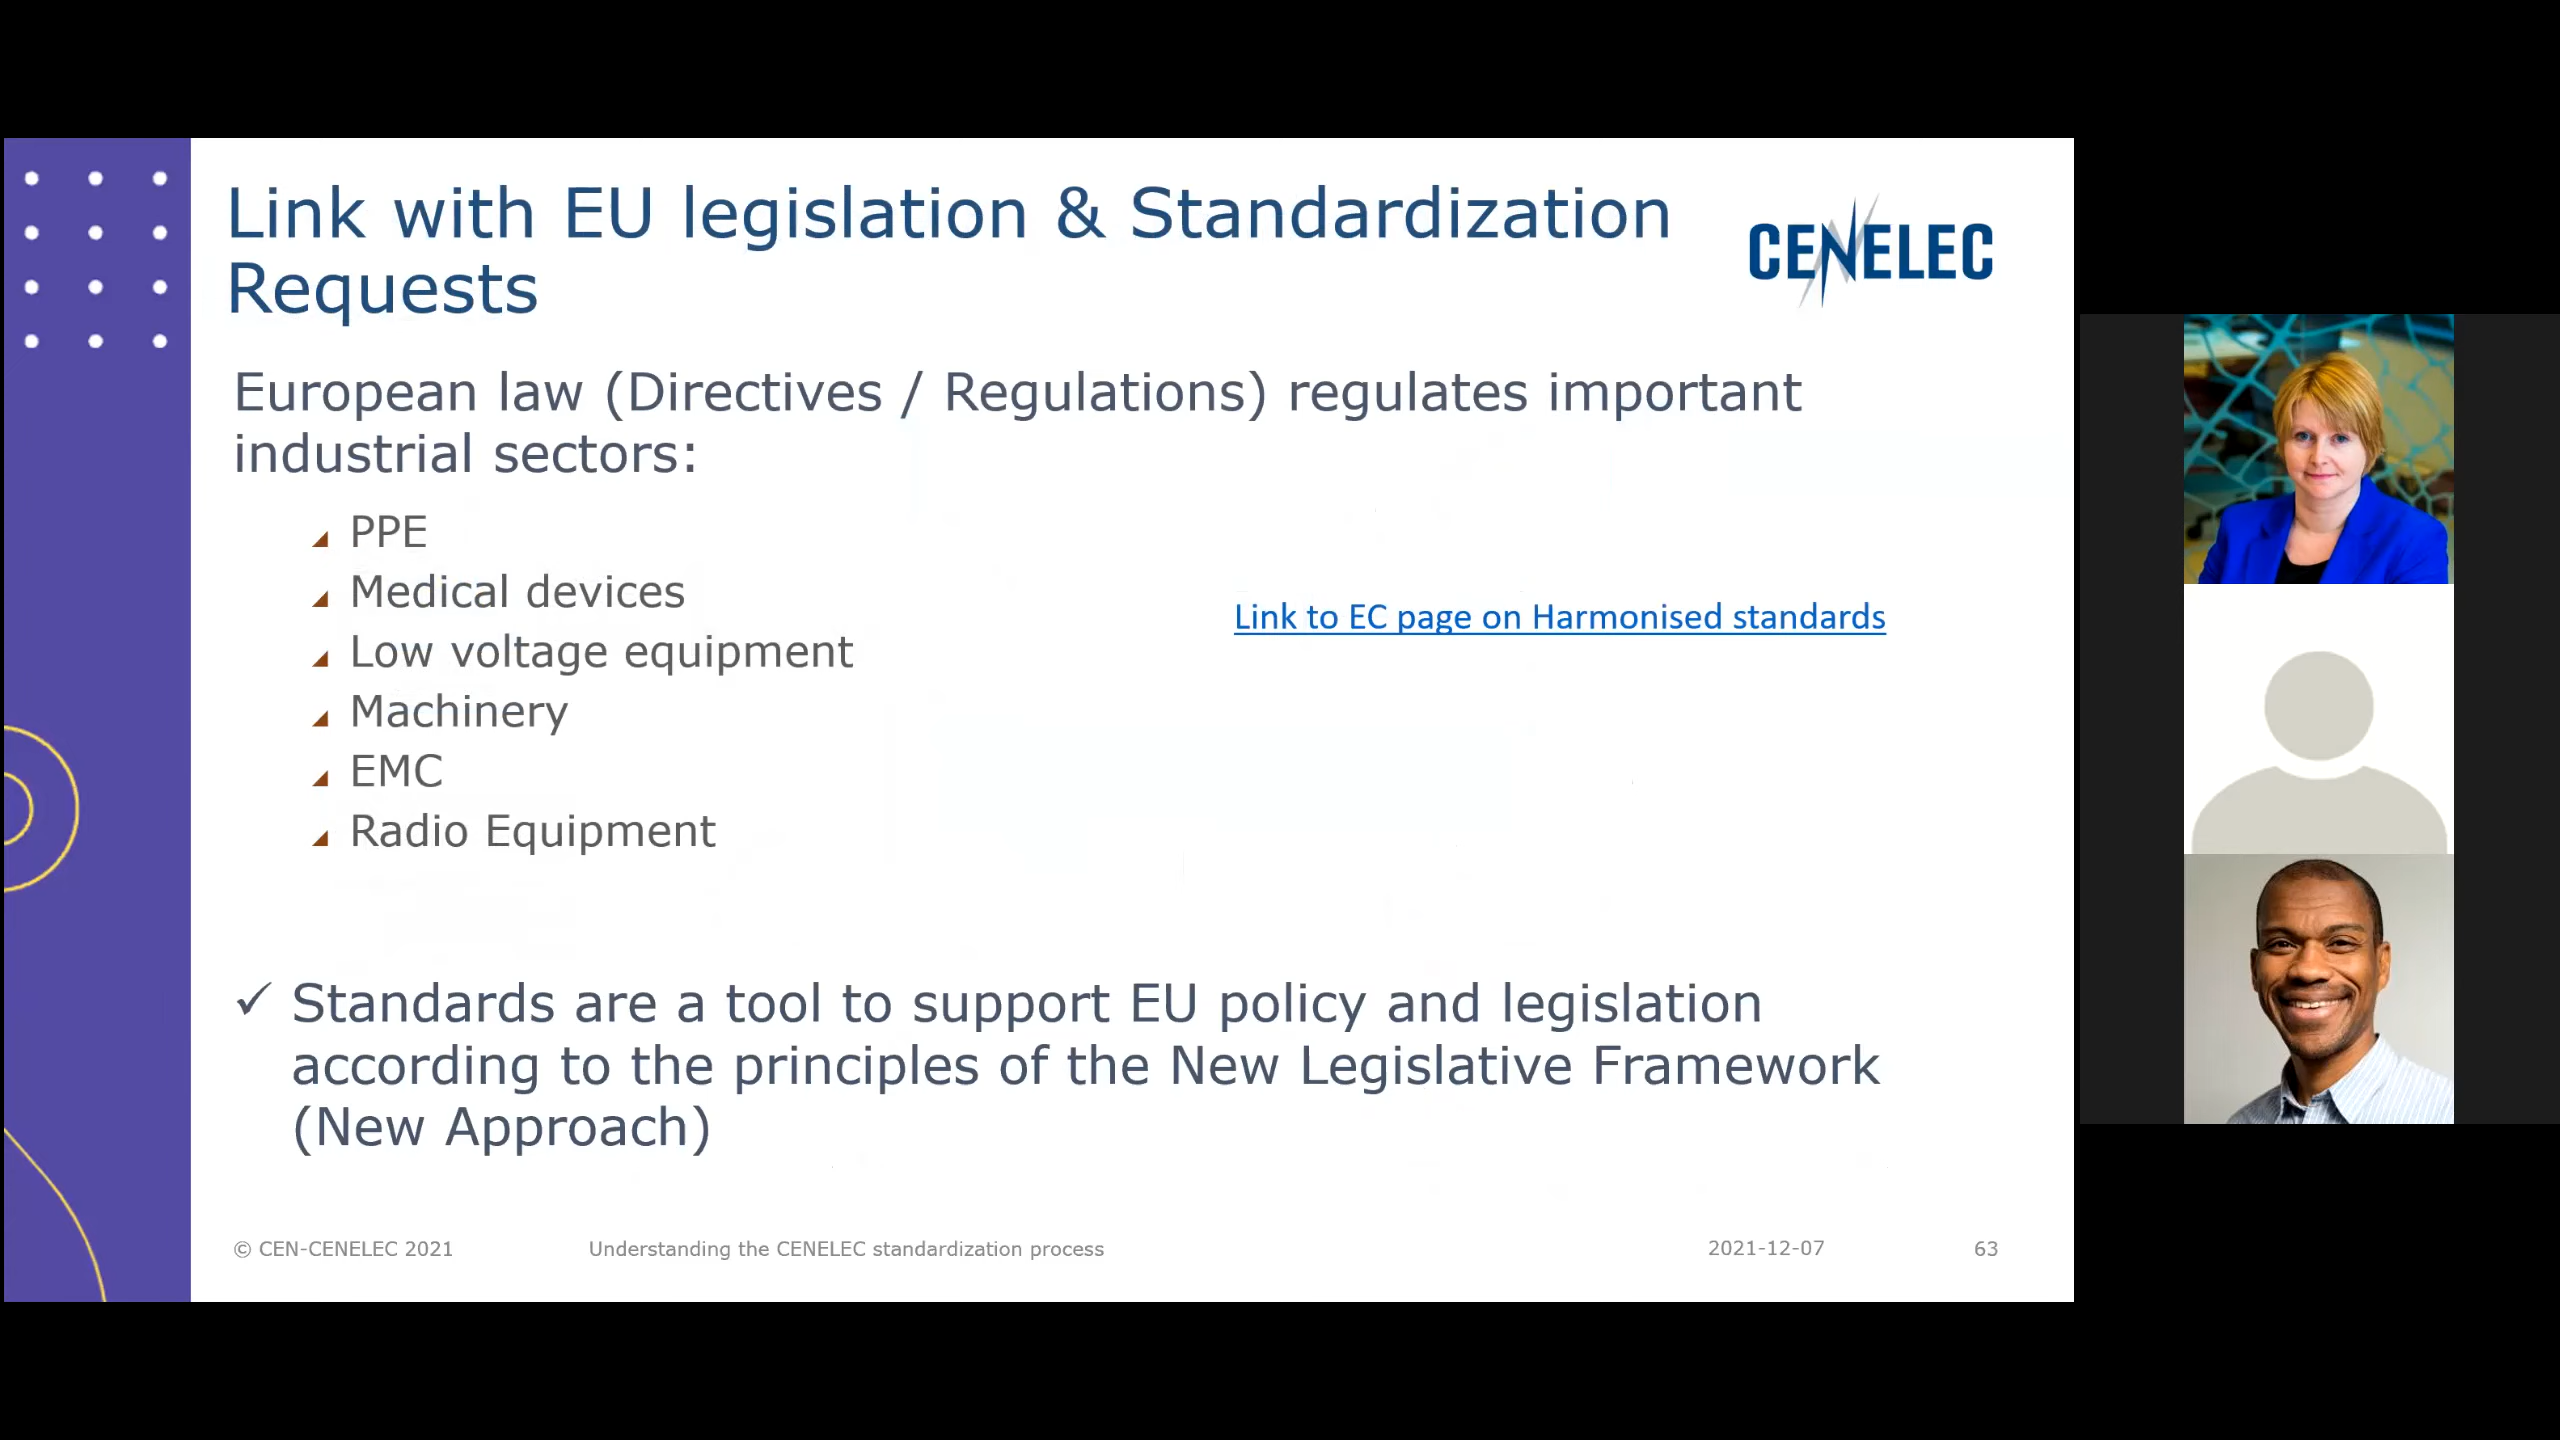 Link with EU legislation & Standardization
Requests
CENELEC
European law (Directives / Regulations) regulates important
industrial sectors:
PPE
Medical devices
Low voltage equipment
Machinery
EMC
Radio Equipment
Link to EC page on Harmonised standards
Standards are a tool to support EU policy and legislation
according to the principles of the New Legislative Framework
(New Approach)
© CEN-CENELEC 2021
Understanding the CENELEC standardization process
2021-12-07
63